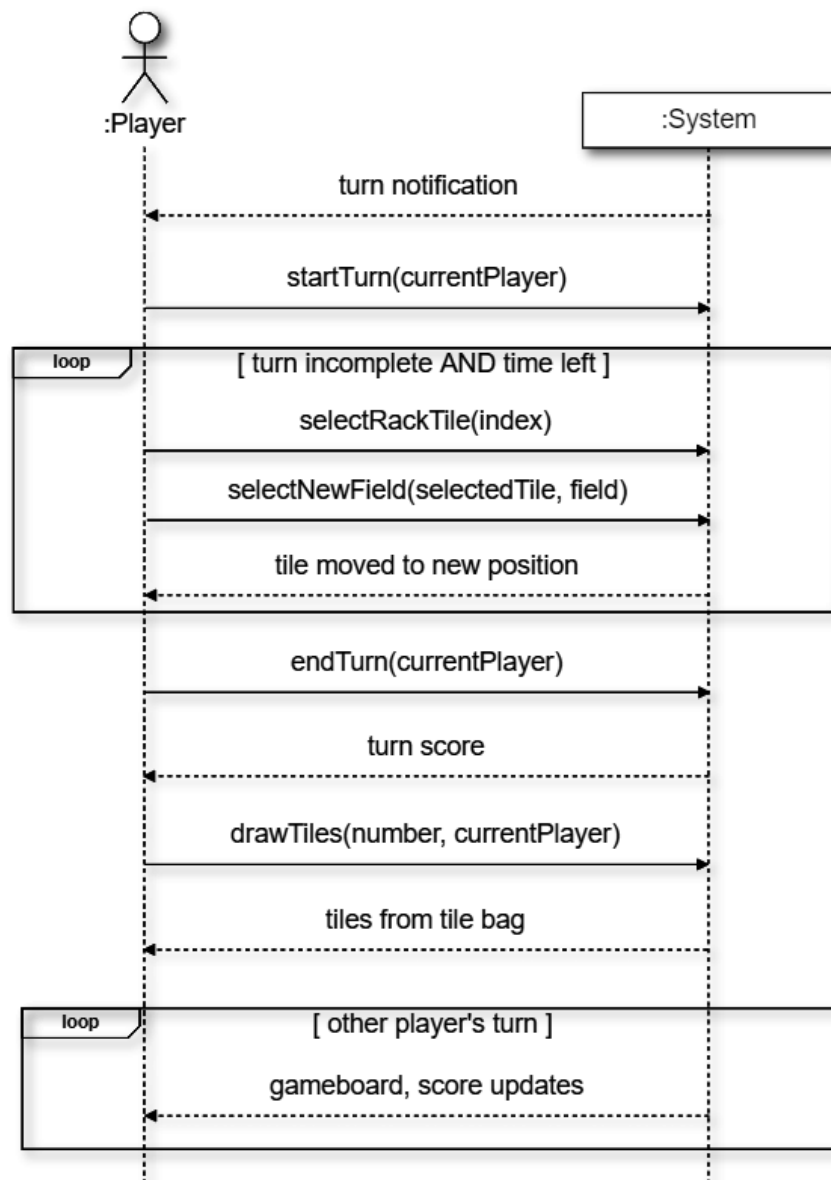 :Player
:System
turn notification
startTurn(currentPlayer)
loop
[ turn incomplete AND time left ]
selectRackTile(index)
selectNewField(selectedTile, field)
tile moved to new position
endTurn(currentPlayer)
turn score
drawTiles(number, currentPlayer)
tiles from tile bag
loop
[ other player's turn ]
gameboard, score updates